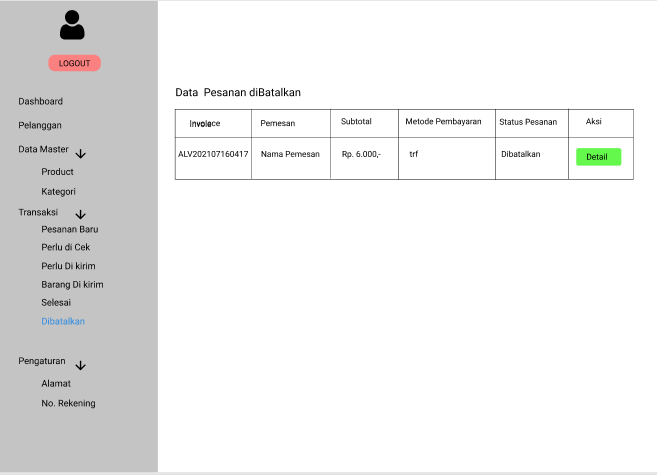 LOGOUT
Dashboard
Pelanggan
Data Master
Product
Kategori
Transaksi
Pesanan Baru
Perlu di Cek
Perlu Di kirim
Barang Di kirim
Selesai
Dibatalkan
Pengaturan
Alamat
No. Rekening
Data Pesanan diBatalkan
Invoice Pemesan Subtotal Metode Pembayaran Status Pesanan Aksi
ALV202107160417 Nama Pemesan Rp. 6.000,- trf Dibatalkan Detail